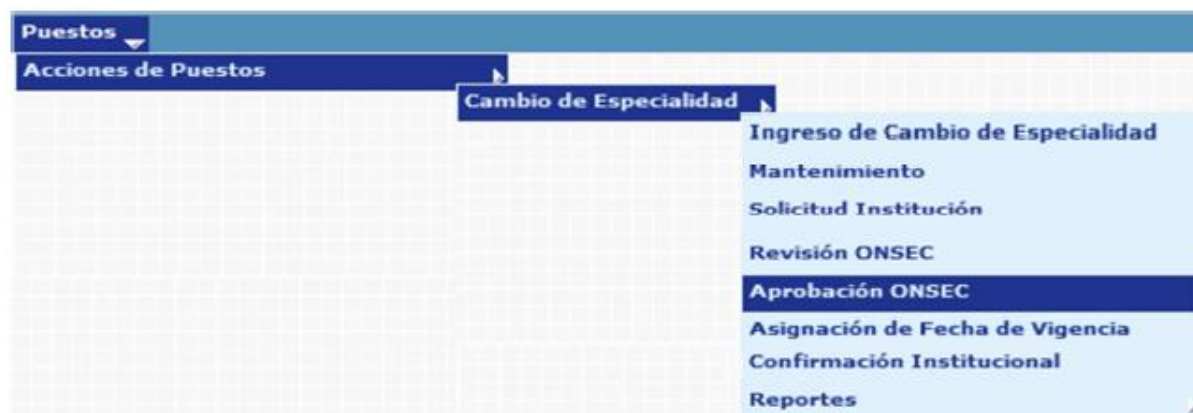 Puestos
Acciones de Puestos
Cambio de Especialidad
Ingreso de Cambio de Especialidad
Mantenimiento
Solicitud Institución
Revisión ONSEC
Aprobación ONSEC
Asignación de Fecha de Vigencia
Confirmación Institucional
Reportes